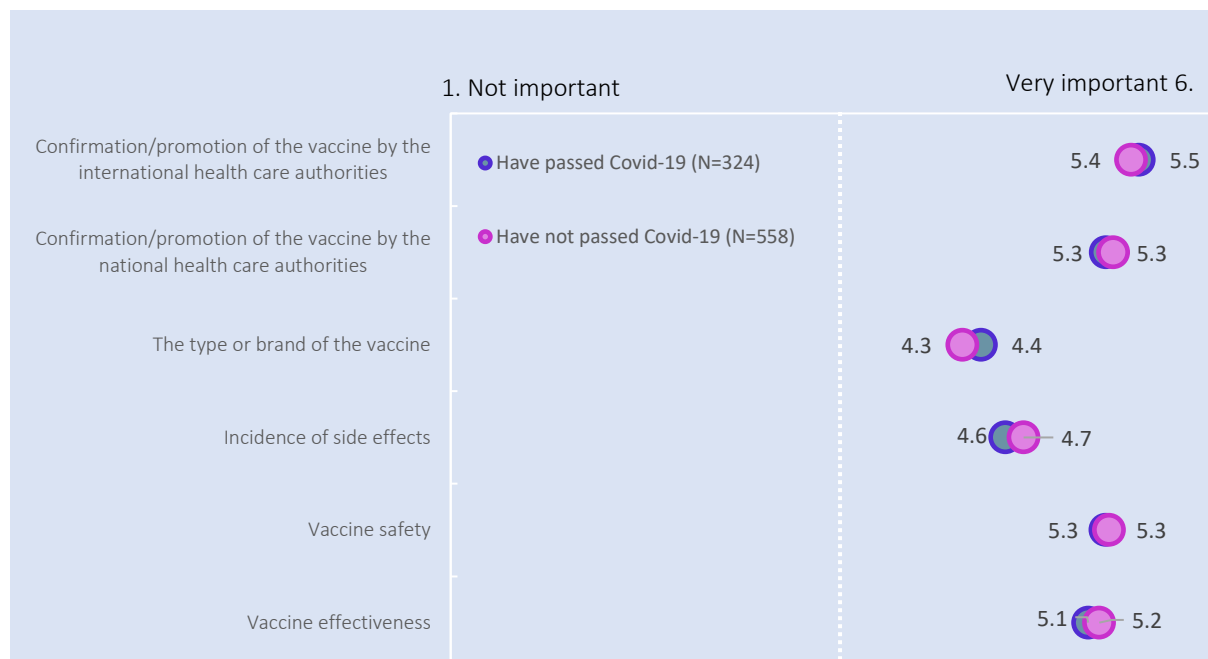 1. Not important
Very important 6.
Confirmation/promotion of the vaccine by the
international health care authorities
Have passed Covid-19 (N=324)
5.4
5.5
Confirmation/promotion of the vaccine by the
national health care authorities
Have not passed Covid-19 (N=558)
5.3
5.3
The type or brand of the vaccine
4.3
4.4
Incidence of side effects
4.6
4.7
Vaccine safety
5.3
5.3
Vaccine effectiveness
5.1
5.2